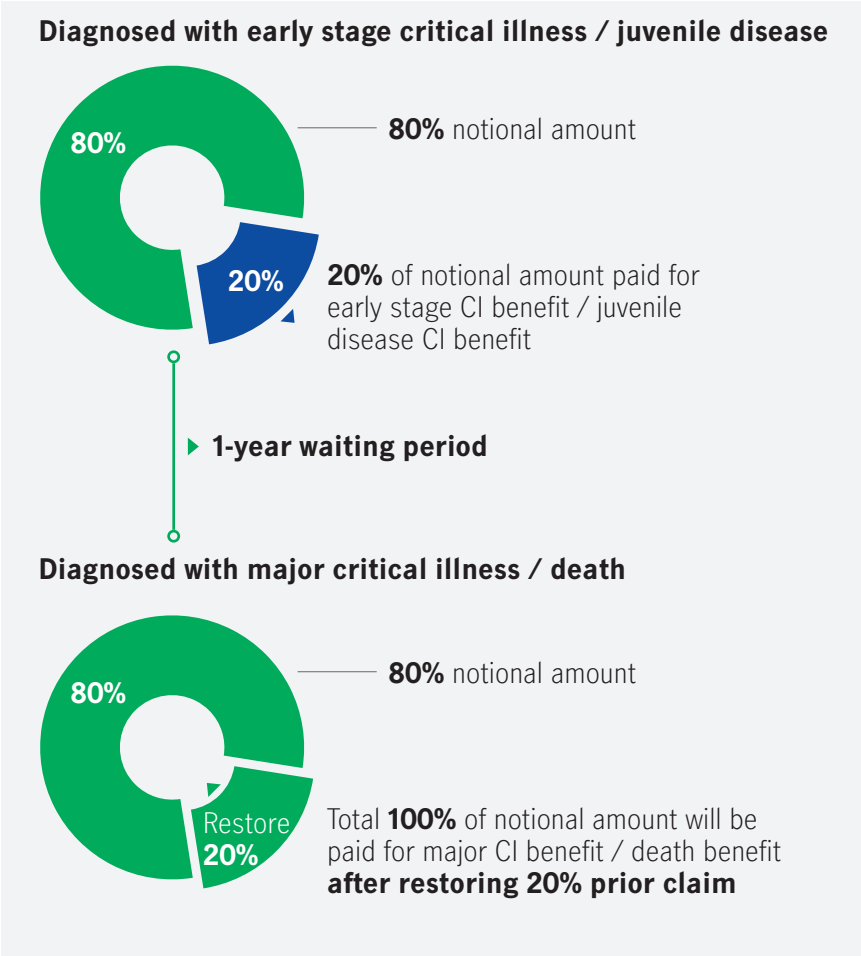 Diagnosed with early stage critical illness / juvenile disease
80%
80% notional amount
20%
20% of notional amount paid for
early stage CI benefit / juvenile
disease CI benefit
1-year waiting period
Diagnosed with major critical illness / death
80%
80% notional amount
Restore
20%
Total 100% of notional amount will be
paid for major CI benefit / death benefit
after restoring 20% prior claim